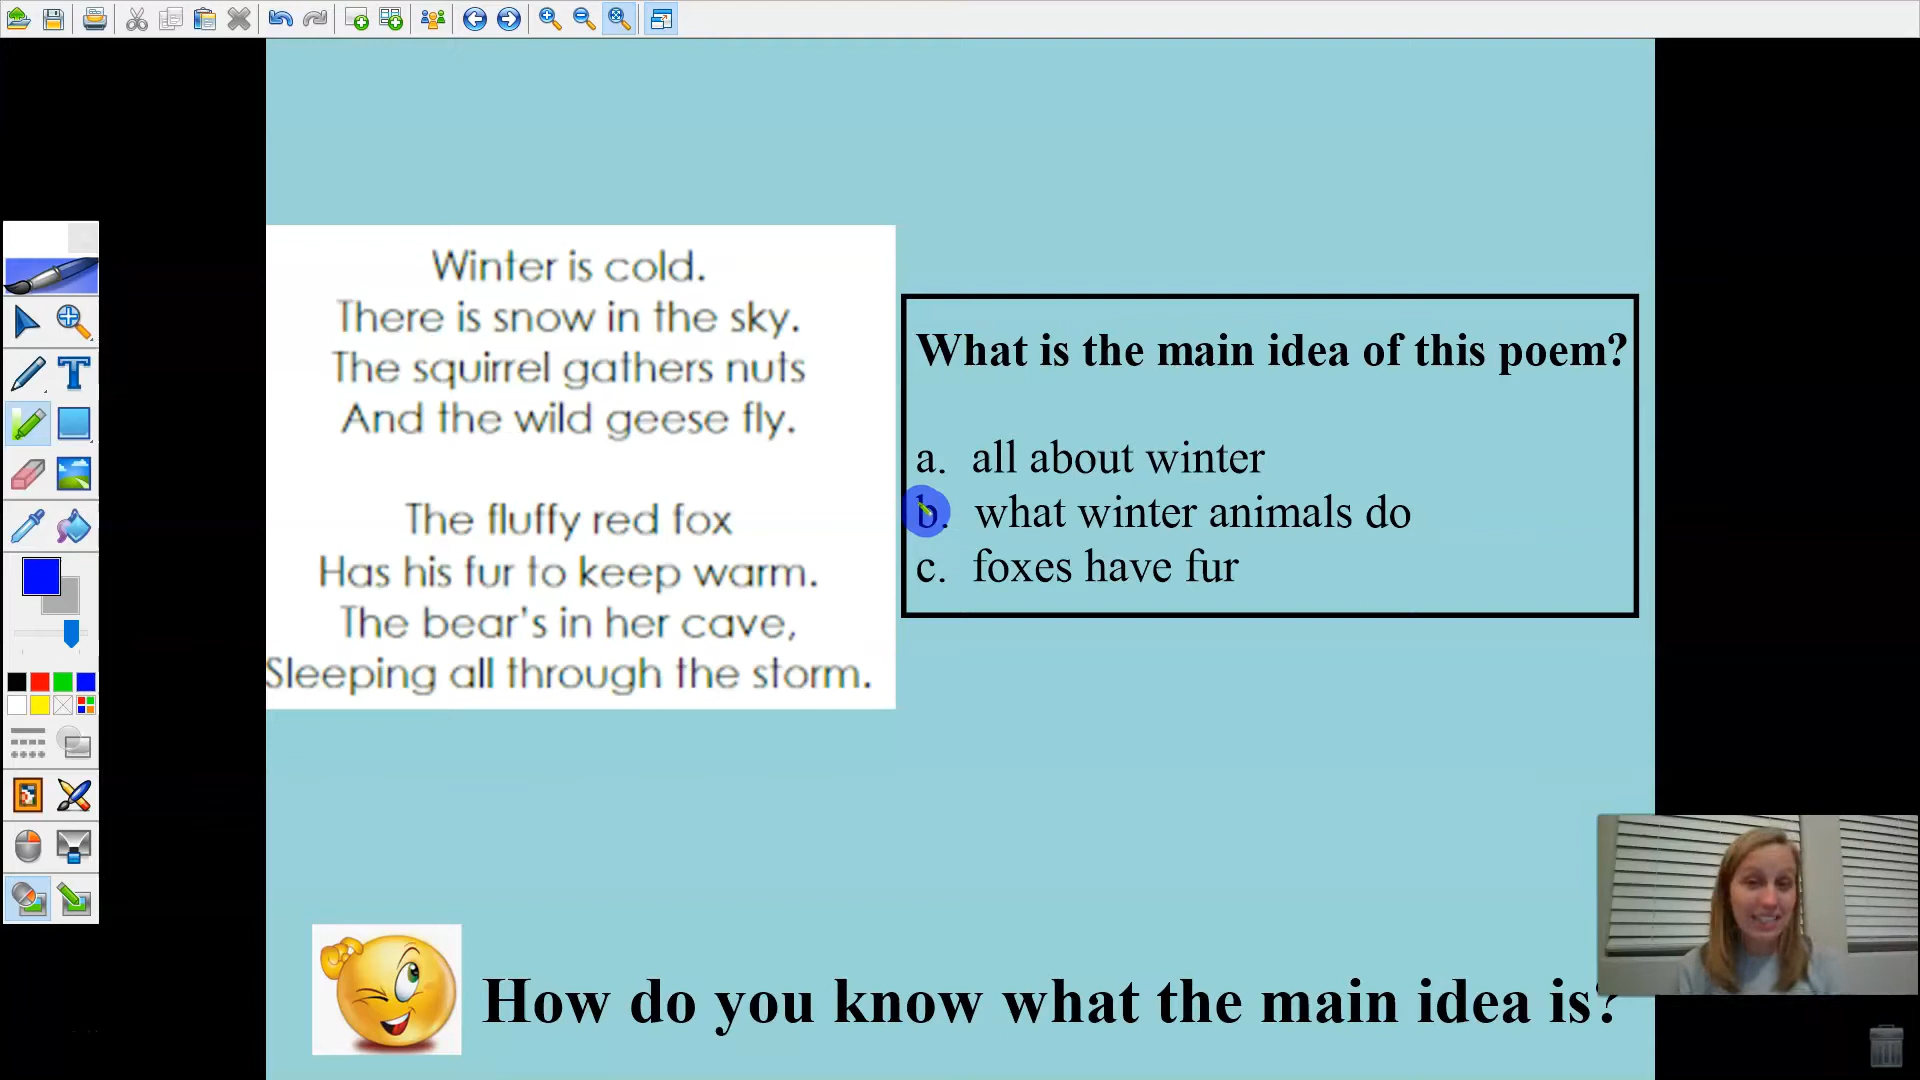 Winter is cold.
There is snow in the sky.
The squirrel gathers nuts
And the wild geese fly.
The fluffy red fox
Has his fur to keep warm.
The bear's in her cave,
Sleeping all through the storm.
What is the main idea of this poem?
a. all about winter
b. what winter animals do
c. foxes have fur
How do you know what the main idea is?